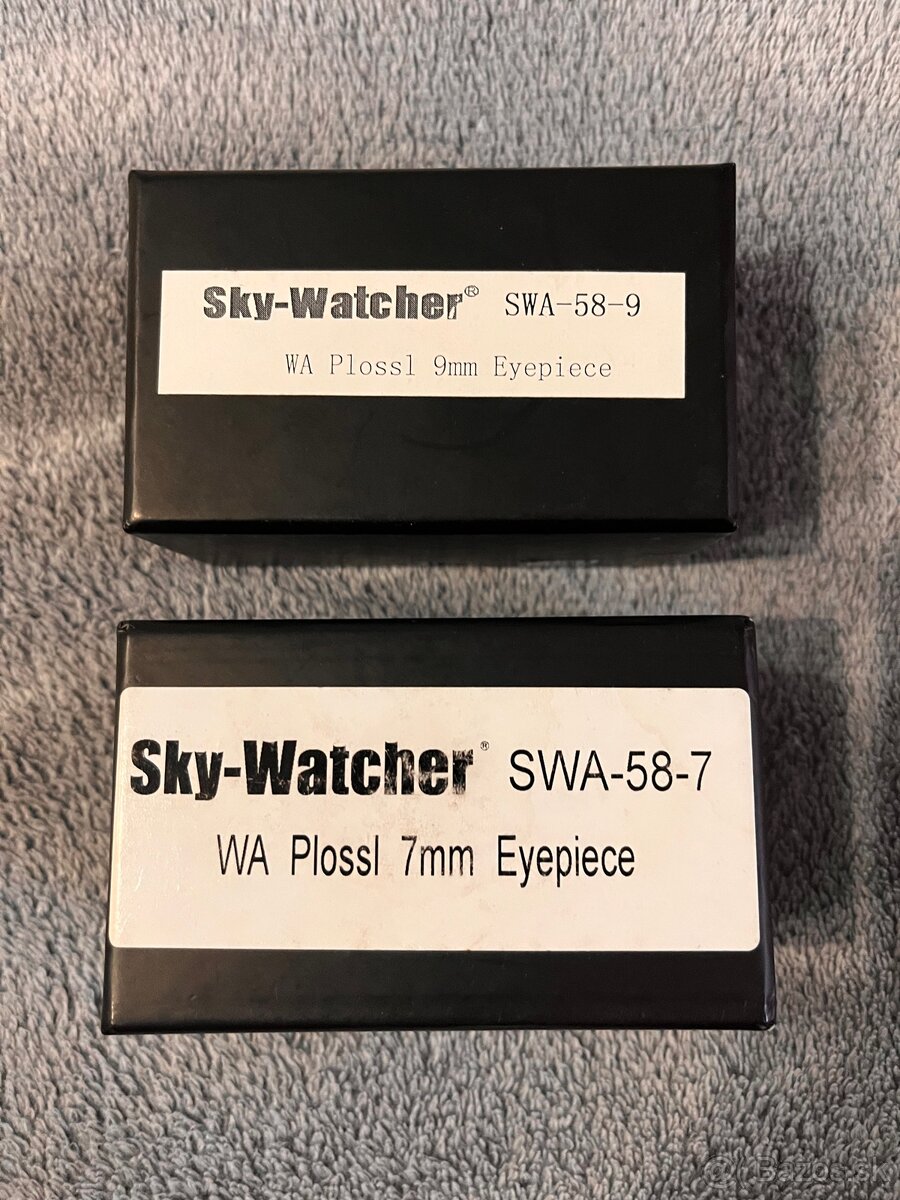 Sky-Watcher® SWA-58-9
WA Plossl 9mm Eyepiece
Sky-Watcher® SWA-58-7
WA Plossl 7mm Eyepiece
@ Bazos.sk